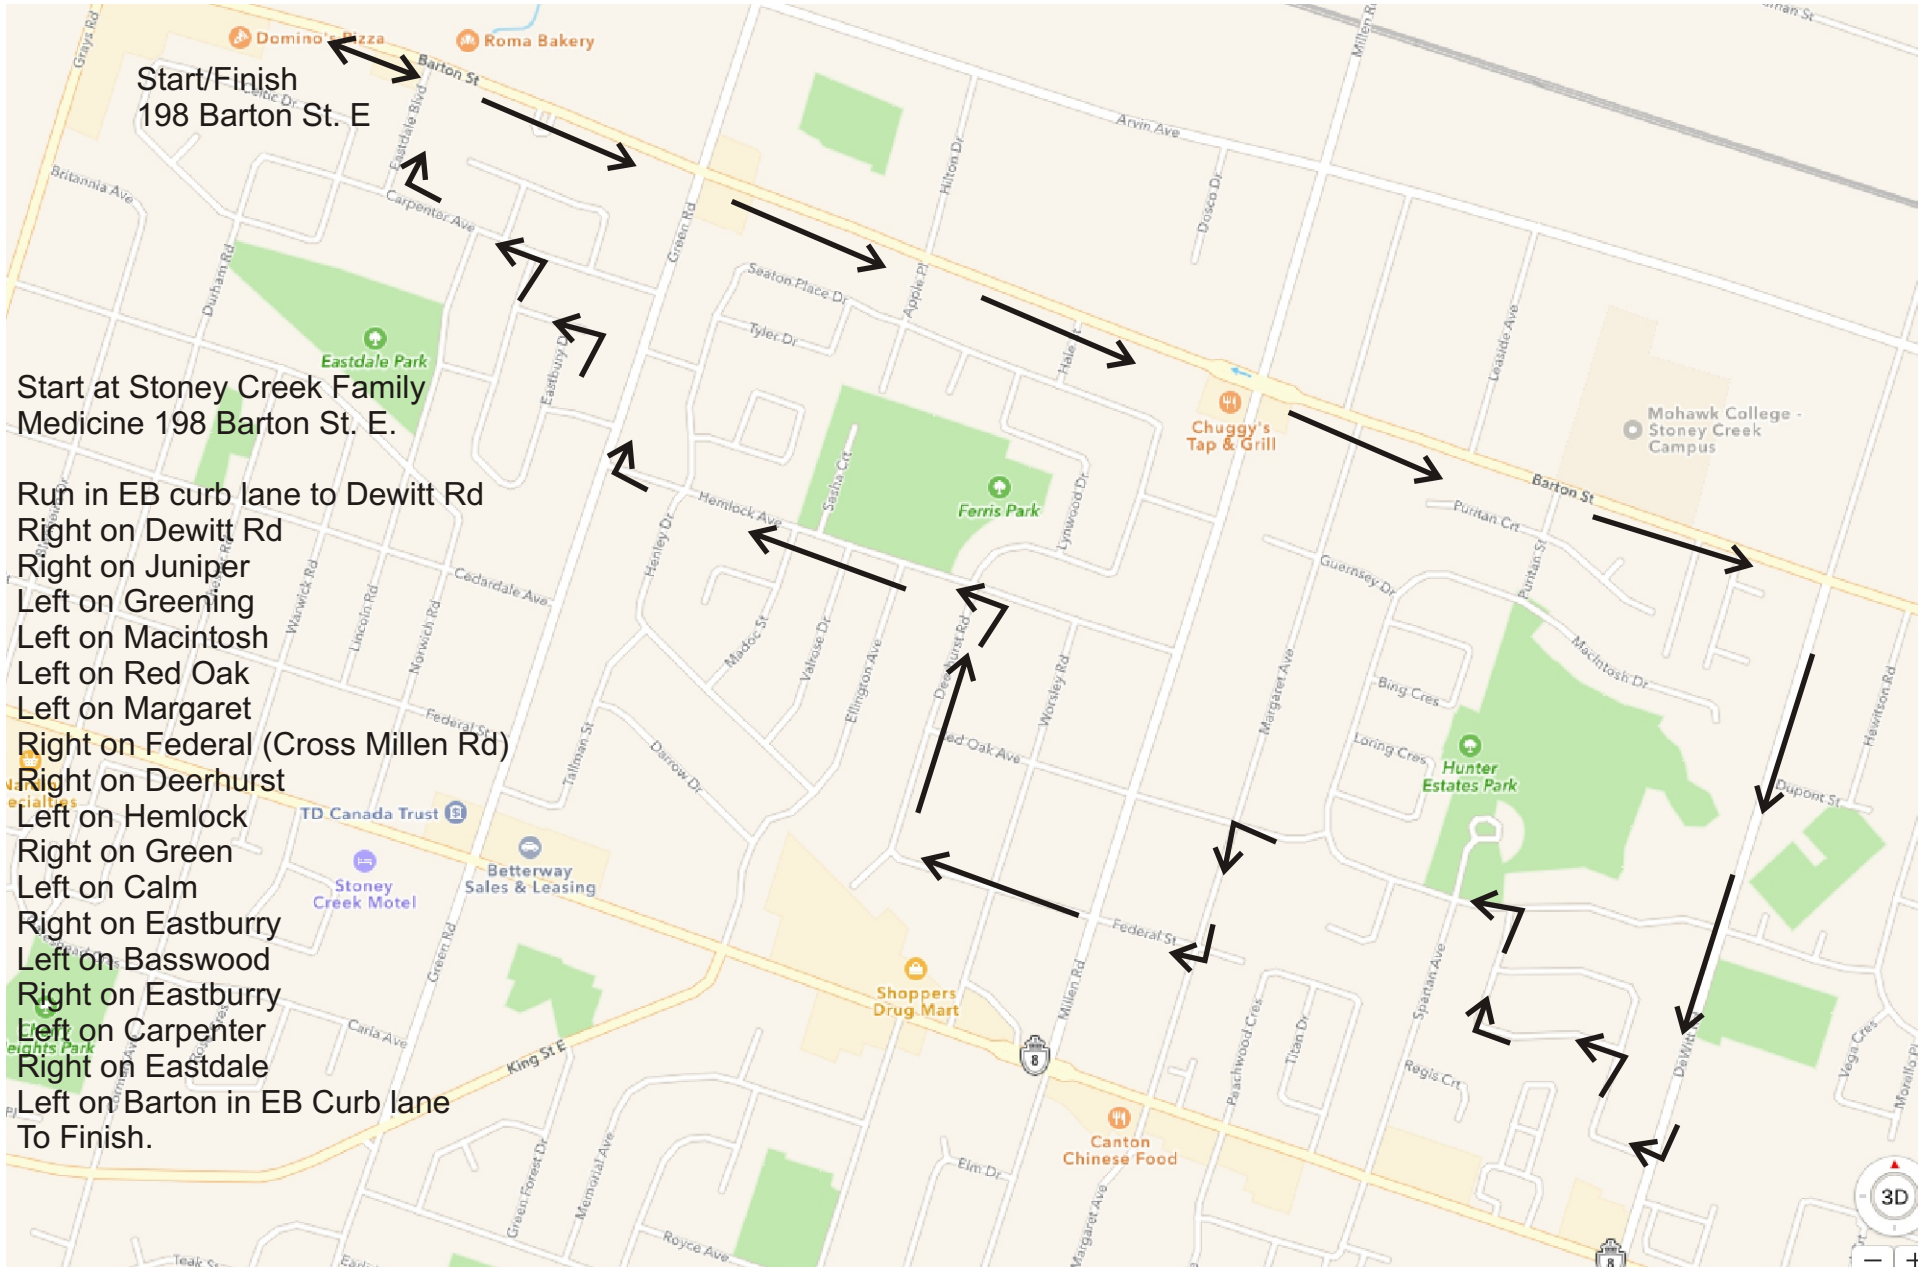 Grays Rd
Domino's Pizza
Roma Bakery
Barton St
Millen Rd
Start/Finish
198 Barton St. E
Celtic Dr
Eastdale Blvd
Arvin Ave
Hilton Dr
Dosco Dr
Britannia Ave
Carpenter Ave
Green Rd
Durham Rd
Seaton Place Dr
Apple Pl
Tyler Dr
Hale
Leaside Ave
Eastdale Park
Eastbury D
Chuggy's
Tap & Grill
Mohawk College -
Stoney Creek
Campus
Start at Stoney Creek Family
Medicine 198 Barton St. E.
Run in EB curb lane to Dewitt Rd
Right on Dewitt Rd
Right on Juniper
Left on Greening
Left on Macintosh
Left on Red Oak
Left on Margaret
Right on Federal (Cross Millen Rd)
Right on Deerhurst
Left on Hemlock
Right on Green
Left on Calm
Right on Eastburry
Left on Basswood
Right on Eastburry
Left on Carpenter
Right on Eastdale
Left on Barton in EB Curb lane
To Finish.
Sasha Crt
Hemlock Ave
Ferris Park
Lynwood Dr
Barton St
Puritan Crt
Puritan St
Henley Dr
Guernsey Dr
Cedardale Ave
Warwick Rd
Lincoln Rd
Norwich Rd
Madoc St
Valrose Dr
Ellington Ave
Deerhurst Rd
Worsley Rd
Margaret Ave
MacIntosh Dr
Bing Cres
Loring Cres
Hewitson Rd
Federal St
Tallman St
Darrow Dr
Red Oak Ave
Hunter
Estates Park
Dupont St
TD Canada Trust
Betterway
Sales & Leasing
Stoney
Creek Motel
Green Rd
Federal St
Shoppers
Drug Mart
Millen Rd
Spartan Ave
Peachwood Cres
Titan Dr
Regis Crt
DeWitt
Vega Cres
Morello Pl
Carla Ave
King St E
8
Canton
Chinese Food
Elm Dr
Green Forest Dr
Memorial Ave
Royce Ave
Margaret Ave
Teak St
3D
8